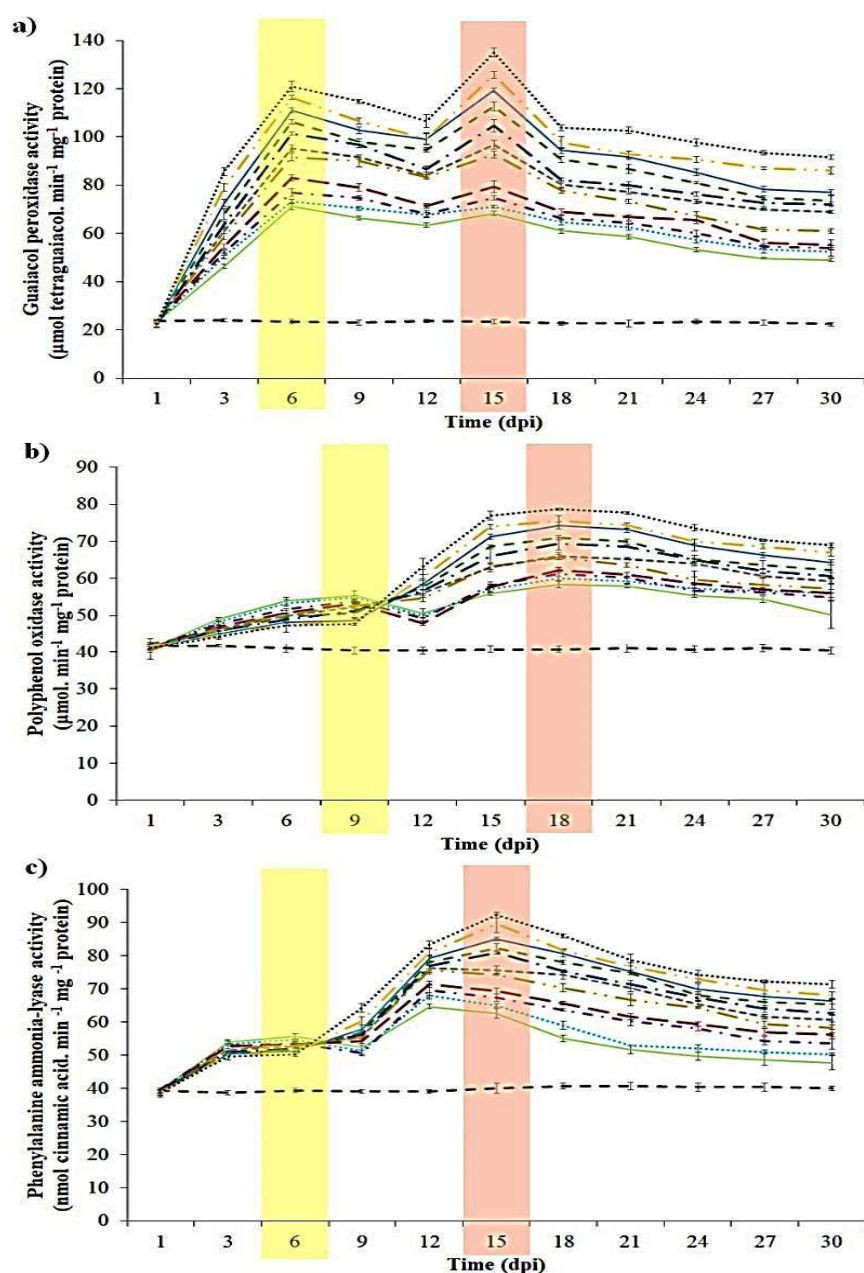 a)
Guaiacol peroxidase activity
(μmol tetraguaiacol. min-1 mg-1 protein)
140
120
100
80
60
40
20
0
1 3 6 9 12 15 18 21 24 27 30
Time (dpi)
b)
Polyphenol oxidase activity
(μmol. min-1 mg-1 protein)
90
80
70
60
50
40
30
20
10
0
1 3 6 9 12 15 18 21 24 27 30
Time (dpi)
c)
Phenylalanine ammonia-lyase activity
(nmol cinnamic acid. min -1 mg -1 protein)
100
90
80
70
60
50
40
30
20
10
0
1 3 6 9 12 15 18 21 24 27 30
Time (dpi)